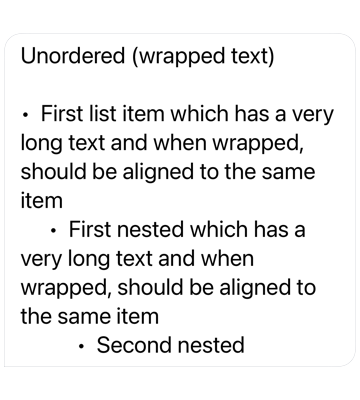 Unordered (wrapped text)
• First list item which has a very
long text and when wrapped,
should be aligned to the same
item
• First nested which has a
very long text and when
wrapped, should be aligned to
the same item
• Second nested